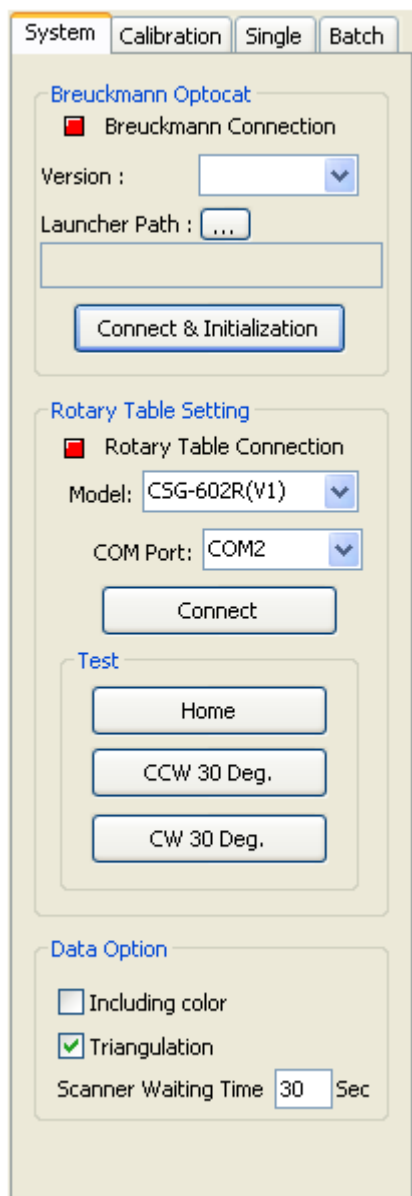 System Calibration Single Batch
Breuckmann Optocat
Breuckmann Connection
Version :
Launcher Path : ...
Connect & Initialization
Rotary Table Setting
Rotary Table Connection
Model: CSG-602R(V1)
COM Port: COM2
Connect
Test
Home
CCW 30 Deg.
CW 30 Deg.
Data Option
Including color
Triangulation
Scanner Waiting Time 30 Sec